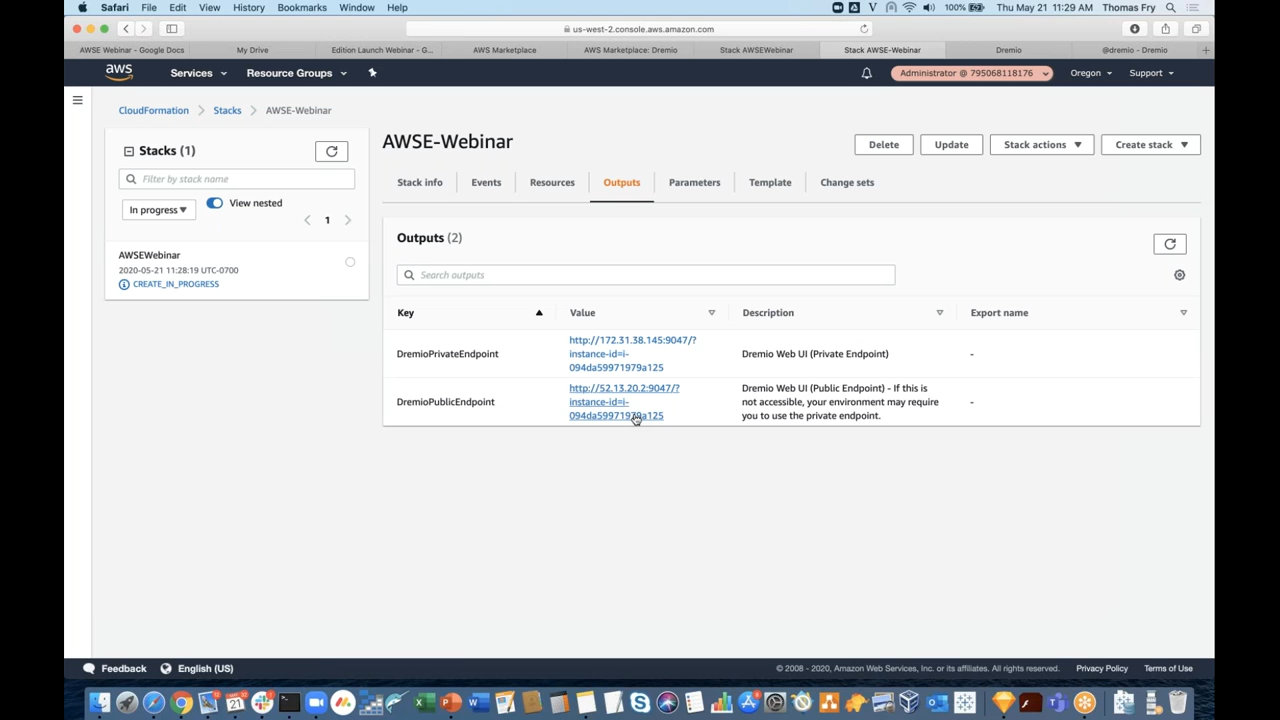 Safari File Edit View History Bookmarks Window Help 100% Thu May 21 11:29 AM Thomas Fry
us-west-2.console.aws.amazon.com
AWSE Webinar - Google Docs My Drive Edition Launch Webinar - G... AWS Marketplace AWS Marketplace: Dremio Stack AWSEWebinar Stack AWSE-Webinar Dremio @dremio - Dremio
aws Services Resource Groups Administrator @ 795068118176 Oregon Support
CloudFormation Stacks AWSE-Webinar
Stacks (1)
Filter by stack name
In progress View nested
1
AWSEWebinar
2020-05-21 11:28:19 UTC-0700
CREATE_IN_PROGRESS
AWSE-Webinar
Delete Update Stack actions Create stack
Stack info Events Resources Outputs Parameters Template Change sets
Outputs (2)
Search outputs
Key Value Description Export name
DremioPrivateEndpoint
http://172.31.38.145:9047/?
instance-id=i-
094da59971979a125
Dremio Web UI (Private Endpoint)
-
DremioPublicEndpoint
http://52.13.20.2:9047/?
instance-id=i-
094da59971979a125
Dremio Web UI (Public Endpoint) - If this is
not accessible, your environment may require
you to use the private endpoint.
-
Feedback English (US) © 2008 - 2020, Amazon Web Services, Inc. or its affiliates. All rights reserved. Privacy Policy Terms of Use